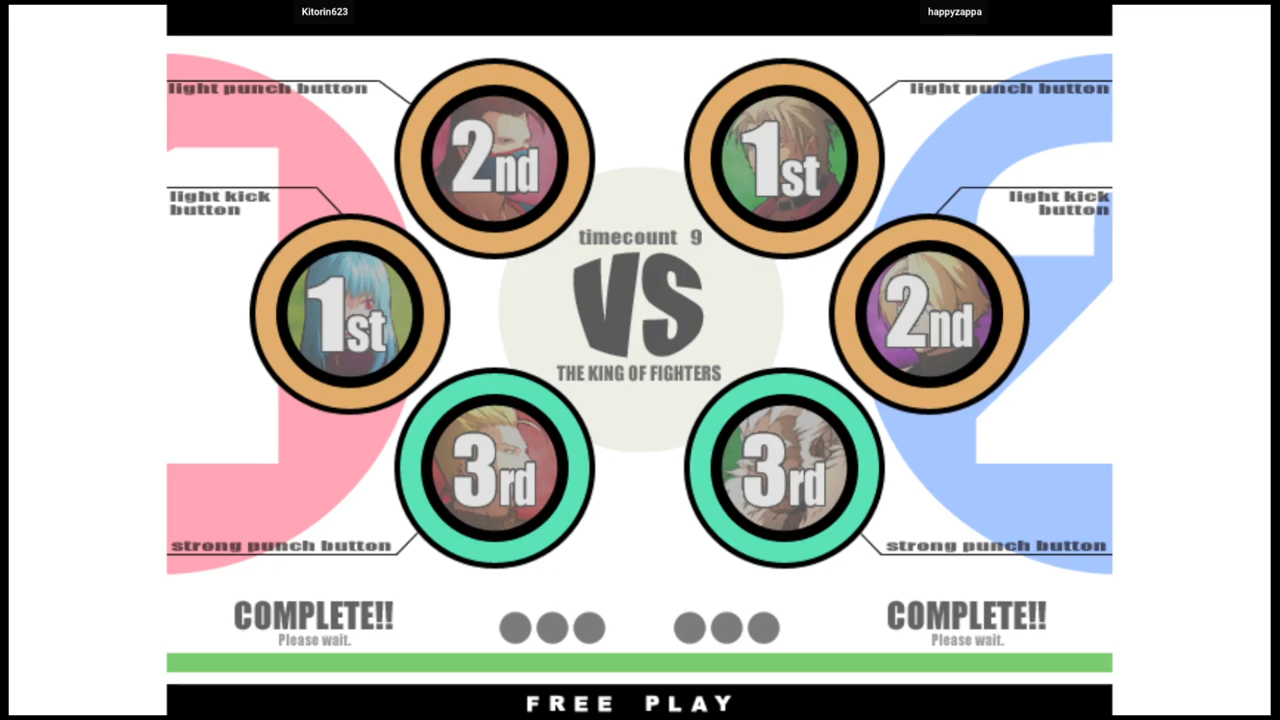 Kitorin623
happyzappa
light punch button
light punch button
2nd
1st
light kick
button
light kick
button
timecount 9
1st
2nd
VS
THE KING OF FIGHTERS
3rd
3rd
strong punch button
strong punch button
COMPLETE!!
Please wait.
COMPLETE!!
Please wait.
FREE PLAY